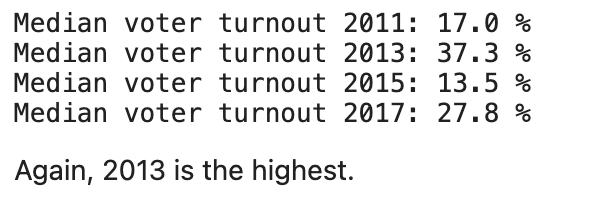 Median voter turnout 2011: 17.0 %
Median voter turnout 2013: 37.3 %
Median voter turnout 2015: 13.5 %
Median voter turnout 2017: 27.8 %
Again, 2013 is the highest.